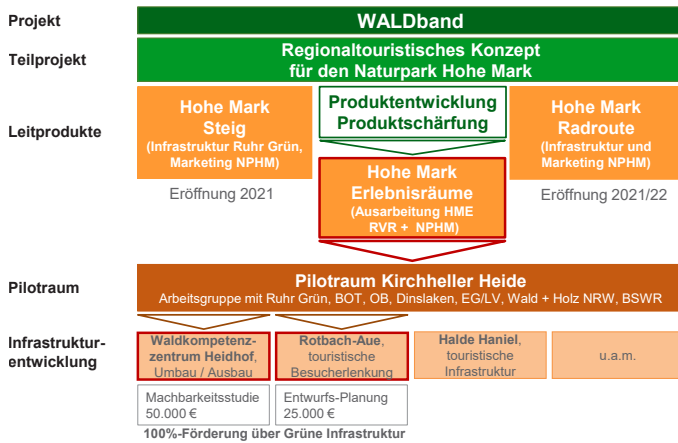 Projekt
WALDband
Teilprojekt
Regionaltouristisches Konzept
für den Naturpark Hohe Mark
Leitprodukte
Hohe Mark
Steig
(Infrastruktur Ruhr Grün,
Marketing NPHM)
Eröffnung 2021
Produktentwicklung
Produktschärfung
Hohe Mark
Erlebnisräume
(Ausarbeitung HME
RVR + NPHM)
Hohe Mark
Radroute
(Infrastruktur und
Marketing NPHM)
Eröffnung 2021/22
Pilotraum
Pilotraum Kirchheller Heide
Arbeitsgruppe mit Ruhr Grün, BOT, OB, Dinslaken, EG/LV, Wald + Holz NRW, BSWR
Infrastruktur-
entwicklung
Waldkompetenz-
zentrum Heidhof,
Umbau / Ausbau
Rotbach-Aue,
touristische
Besucherlenkung
Halde Haniel,
touristische
Infrastruktur
u.a.m.
Machbarkeitsstudie
50.000 €
Entwurfs-Planung
25.000 €
100%-Förderung über Grüne Infrastruktur